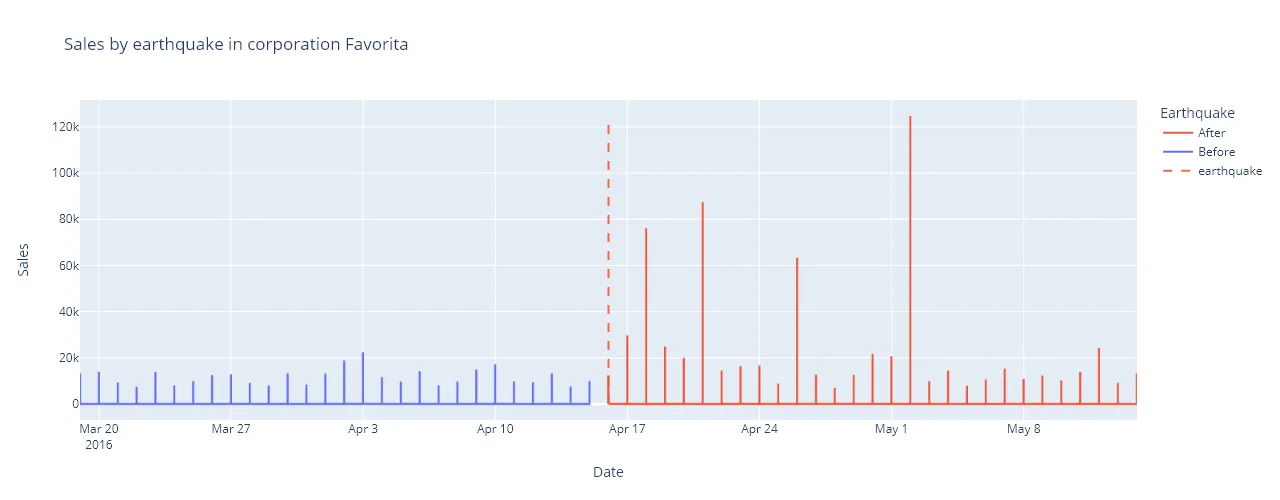 Sales by earthquake in corporation Favorita
Earthquake
After
Before
earthquake
120k
100k
80k
60k
40k
20k
0
Sales
Mar 20
2016
Mar 27
Apr 3
Apr 10
Apr 17
Apr 24
May 1
May 8
Date